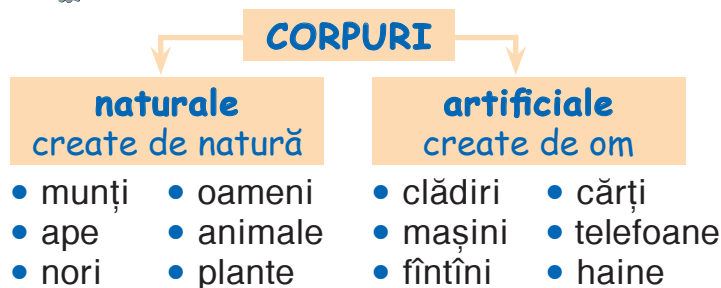 CORPURI
naturale
create de natură
artificiale
create de om
• munți • oameni
• ape • animale
• nori • plante
• clădiri • cărți
• mașini • telefoane
• fîntîni • haine